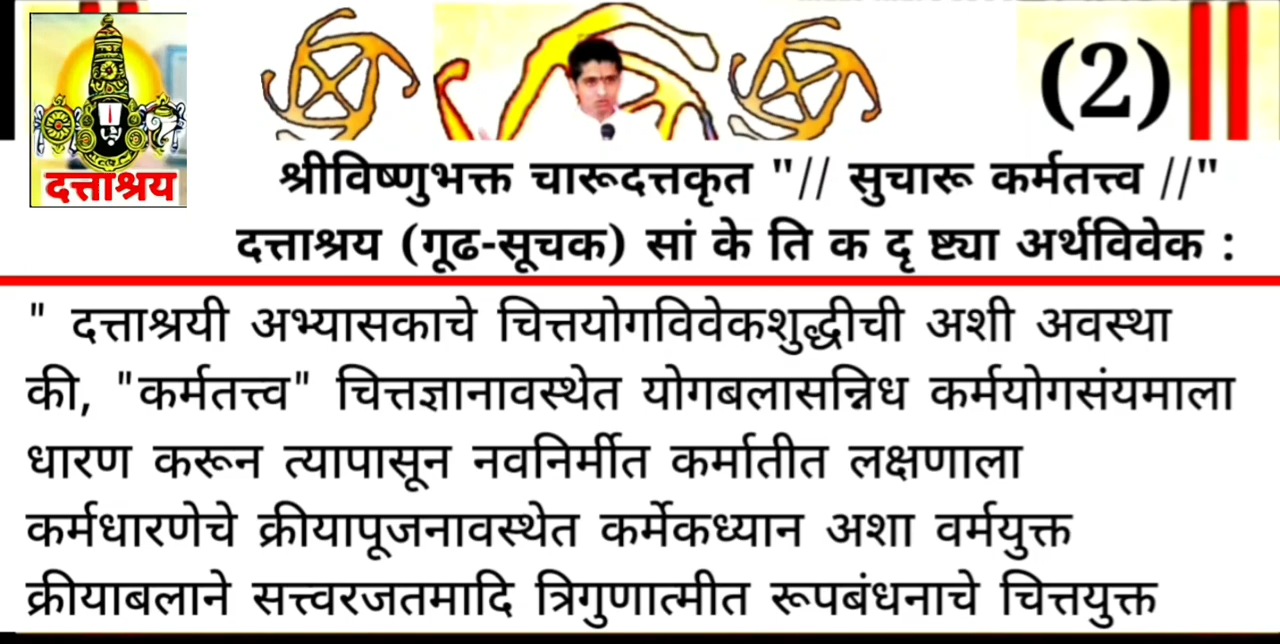 (2)
दत्ताश्रय
श्रीविष्णुभक्त चारूदत्तकृत "// सुचारू कर्मतत्त्व //"
दत्ताश्रय (गूढ-सूचक) सां के ति क दृ ष्ट्या अर्थविवेक :
" दत्ताश्रयी अभ्यासकाचे चित्तयोगविवेकशुद्धीची अशी अवस्था
की, "कर्मतत्त्व" चित्तज्ञानावस्थेत योगबलासन्निध कर्मयोगसंयमाला
धारण करून त्यापासून नवनिर्मीत कर्मातीत लक्षणाला
कर्मधारणेचे क्रीयापूजनावस्थेत कर्मेकध्यान अशा वर्मयुक्त
क्रीयाबलाने सत्त्वरजतमादि त्रिगुणात्मीत रूपबंधनाचे चित्तयुक्त